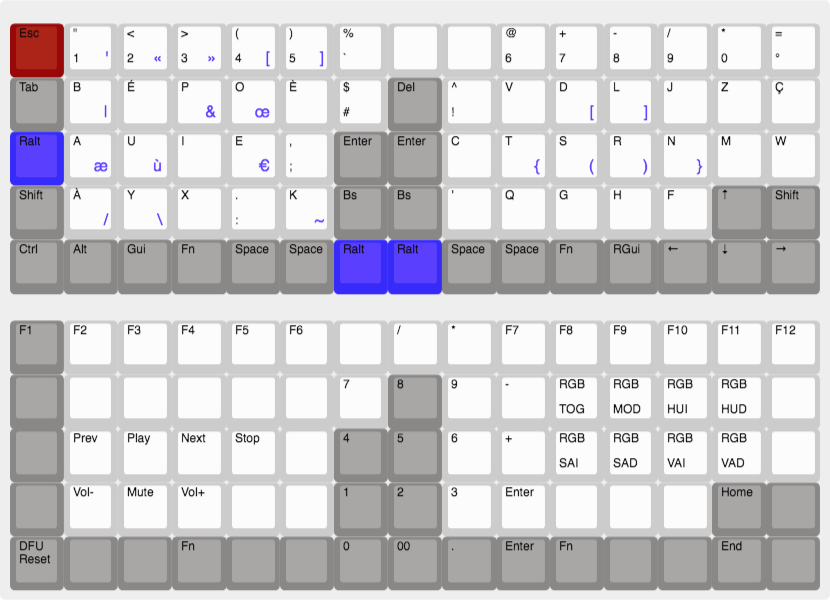 Esc " < > ( ) % @ + - / * =
1 ' 2 « 3 » 4 [ 5 ] ` 6 7 8 9 0 °
Tab B É P O È $ Del ^ V D L J Z Ç
| & œ # ! [ ]
Ralt A U I E , Enter Enter C T S R N M W
æ ù € ; { ( ) }
Shift À Y X . K Bs Bs ' Q G H F ↑ Shift
/ \ : ~
Ctrl Alt Gui Fn Space Space Ralt Ralt Space Space Fn RGui ← ↓ →
F1 F2 F3 F4 F5 F6 / * F7 F8 F9 F10 F11 F12
7 8 9 - RGB RGB RGB RGB
TOG MOD HUI HUD
Prev Play Next Stop 4 5 6 + RGB RGB RGB RGB
SAI SAD VAI VAD
Vol- Mute Vol+ 1 2 3 Enter Home
DFU Fn 0 00 . Enter Fn End
Reset